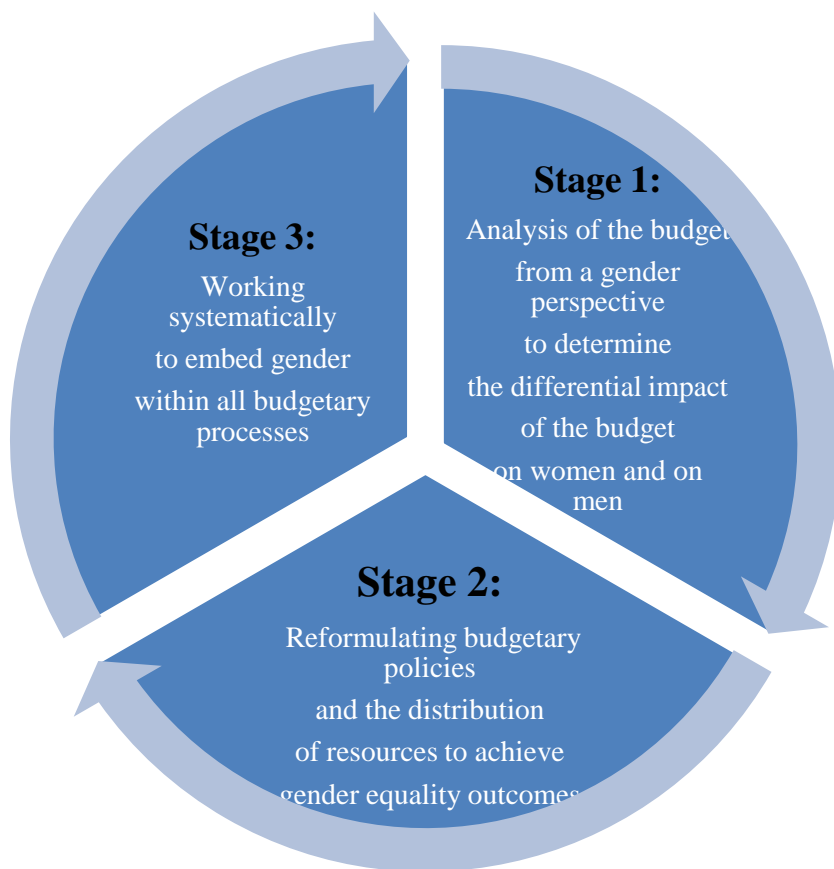 Stage 1:
Analysis of the budget
from a gender
perspective
to determine
the differential impact
of the budget
on women and on
men
Stage 2:
Reformulating budgetary
policies
and the distribution
of resources to achieve
gender equality outcomes
Stage 3:
Working
systematically
to embed gender
within all budgetary
processes